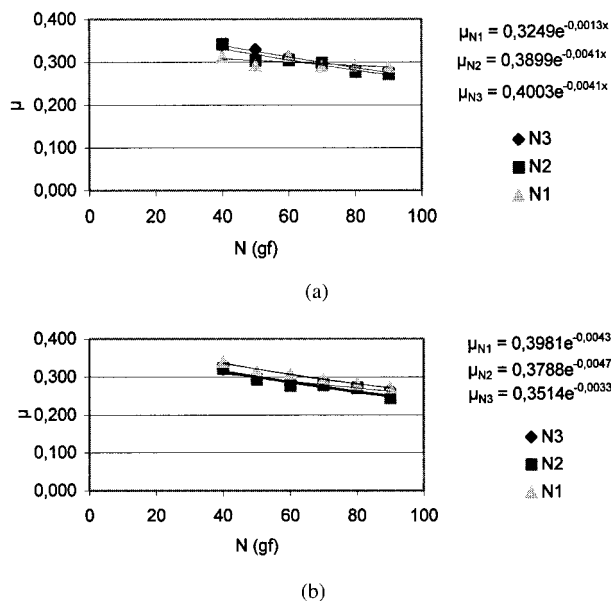 0,400
0,300
0,200
0,100
0,000
μ
0 20 40 60 80 100
N (gf)
μN1 = 0,3249e^-0,0013x
μN2 = 0,3899e^-0,0041x
μN3 = 0,4003e^-0,0041x
N3
N2
N1
(a)
0,400
0,300
0,200
0,100
0,000
μ
0 20 40 60 80 100
N (gf)
μN1 = 0,3981e^-0,0043
μN2 = 0,3788e^-0,0047
μN3 = 0,3514e^-0,0033
N3
N2
N1
(b)